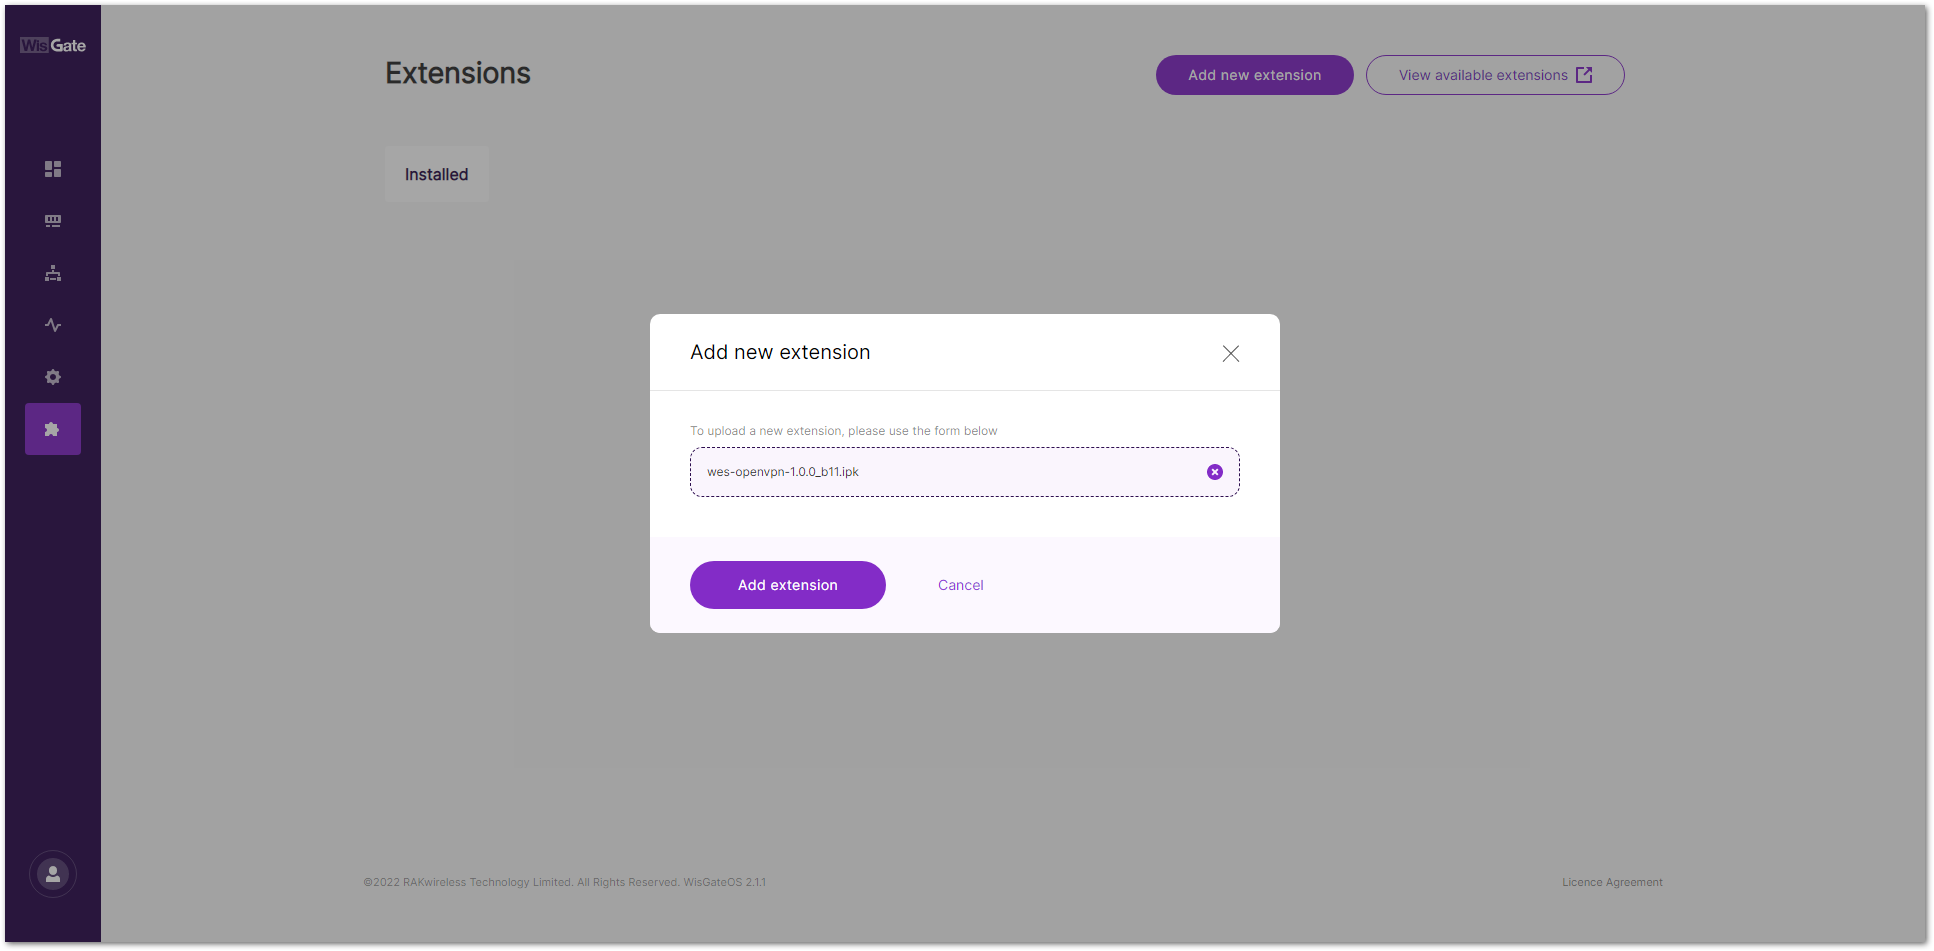 WisGate
Extensions
Add new extension
View available extensions
Installed
Add new extension
To upload a new extension, please use the form below
wes-openvpn-1.0.0_b11.ipk
Add extension
Cancel
©2022 RAKwireless Technology Limited. All Rights Reserved. WisGateOS 2.1.1
Licence Agreement